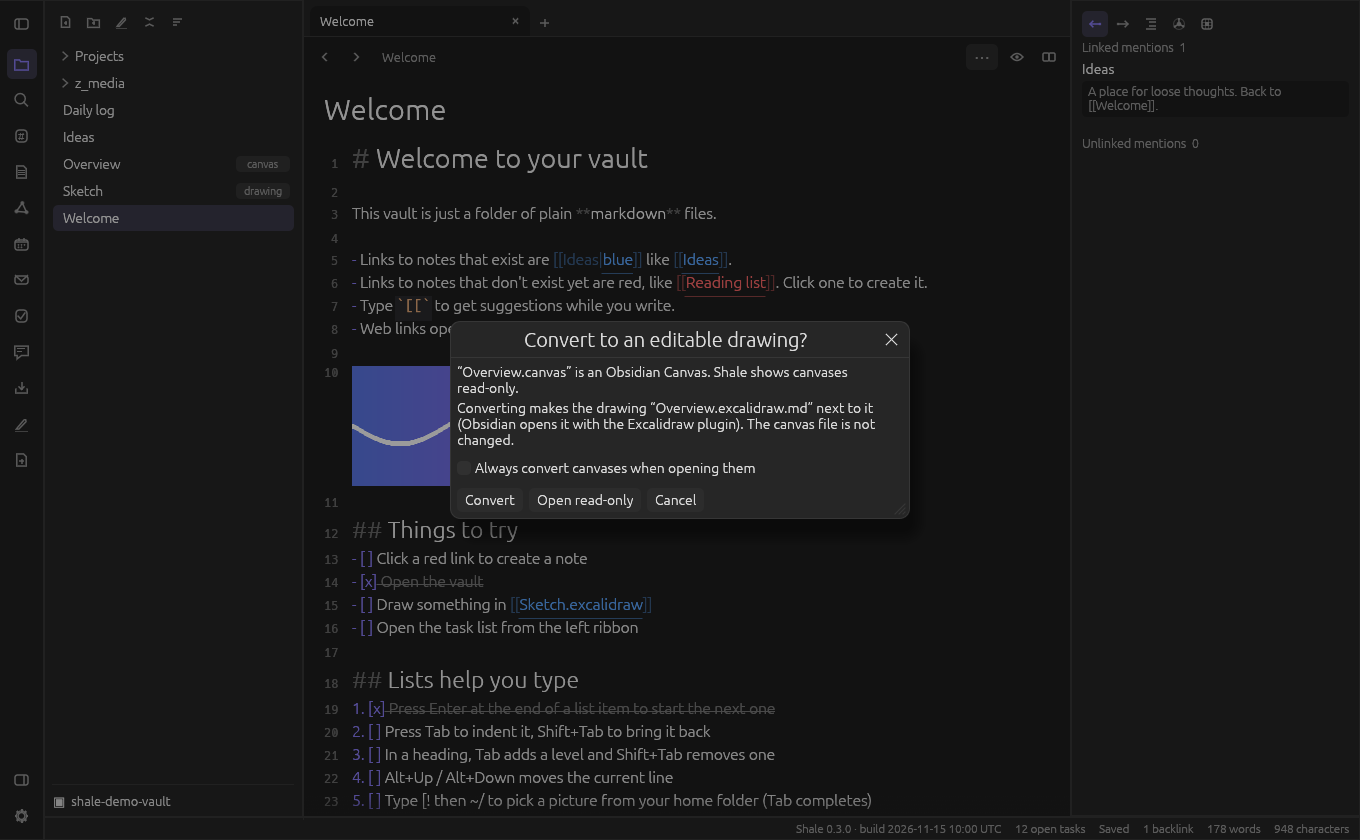 Welcome
Projects
z_media
Daily log
Ideas
Overview canvas
Sketch drawing
Welcome
shale-demo-vault
Welcome
Welcome
1 # Welcome to your vault
2
3 This vault is just a folder of plain **markdown** files.
4
5 - Links to notes that exist are [[Ideas|blue]] like [[Ideas]].
6 - Links to notes that don't exist yet are red, like [[Reading list]]. Click one to create it.
7 - Type `[[` to get suggestions while you write.
8 - Web links ope
9
10
11
12 ## Things to try
13 - [ ] Click a red link to create a note
14 - [x] Open the vault
15 - [ ] Draw something in [[Sketch.excalidraw]]
16 - [ ] Open the task list from the left ribbon
17
18 ## Lists help you type
19 1. [x] Press Enter at the end of a list item to start the next one
20 2. [ ] Press Tab to indent it, Shift+Tab to bring it back
21 3. [ ] In a heading, Tab adds a level and Shift+Tab removes one
22 4. [ ] Alt+Up / Alt+Down moves the current line
23 5. [ ] Type [! then ~/ to pick a picture from your home folder (Tab completes)
Convert to an editable drawing?
“Overview.canvas” is an Obsidian Canvas. Shale shows canvases
read-only.
Converting makes the drawing “Overview.excalidraw.md” next to it
(Obsidian opens it with the Excalidraw plugin). The canvas file is not
changed.
Always convert canvases when opening them
Convert Open read-only Cancel
Linked mentions 1
Ideas
A place for loose thoughts. Back to
[[Welcome]].
Unlinked mentions 0
Shale 0.3.0 · build 2026-11-15 10:00 UTC 12 open tasks Saved 1 backlink 178 words 948 characters